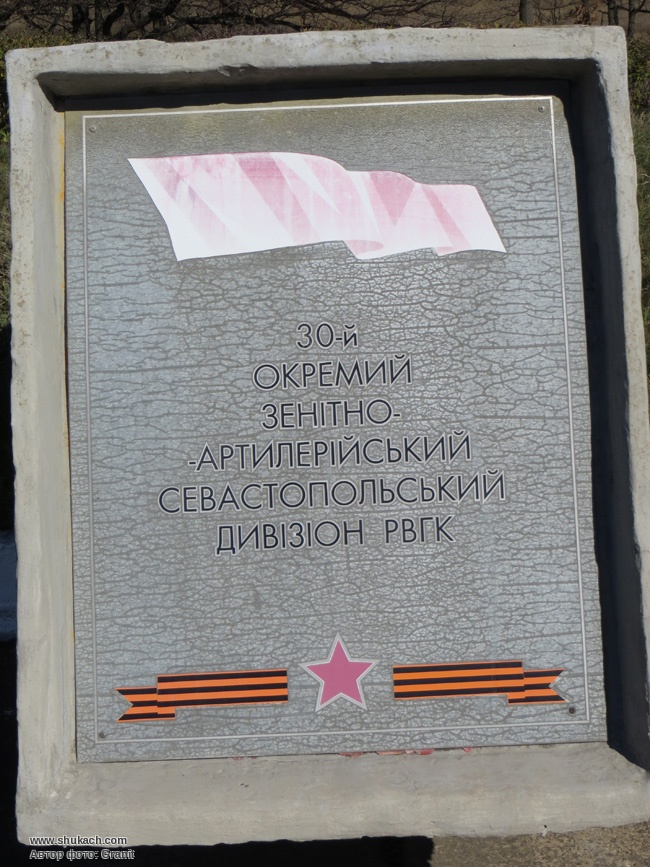 30-й
ОКРЕМИЙ
ЗЕНІТНО-
-АРТИЛЕРІЙСЬКИЙ
СЕВАСТОПОЛЬСЬКИЙ
ДИВІЗІОН РВГК
www.shukach.com
Автор фото: Granit